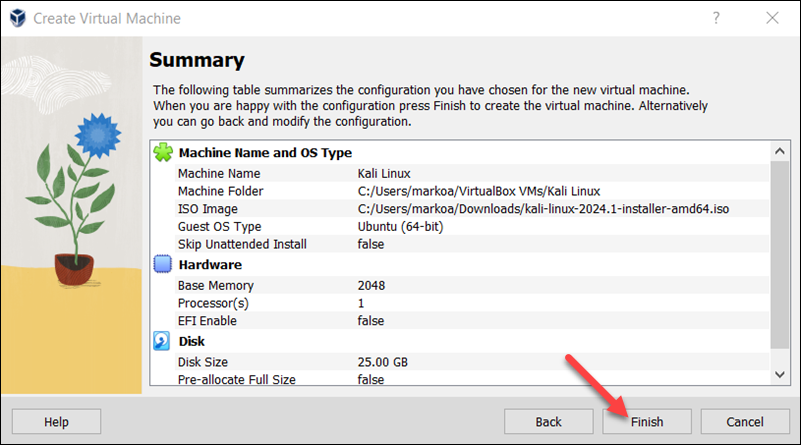 Create Virtual Machine
?
Summary
The following table summarizes the configuration you have chosen for the new virtual machine.
When you are happy with the configuration press Finish to create the virtual machine. Alternatively
you can go back and modify the configuration.
Machine Name and OS Type
Machine Name Kali Linux
Machine Folder C:/Users/markoa/VirtualBox VMs/Kali Linux
ISO Image C:/Users/markoa/Downloads/kali-linux-2024.1-installer-amd64.iso
Guest OS Type Ubuntu (64-bit)
Skip Unattended Install false
Hardware
Base Memory 2048
Processor(s) 1
EFI Enable false
Disk
Disk Size 25.00 GB
Pre-allocate Full Size false
Help Back Finish Cancel